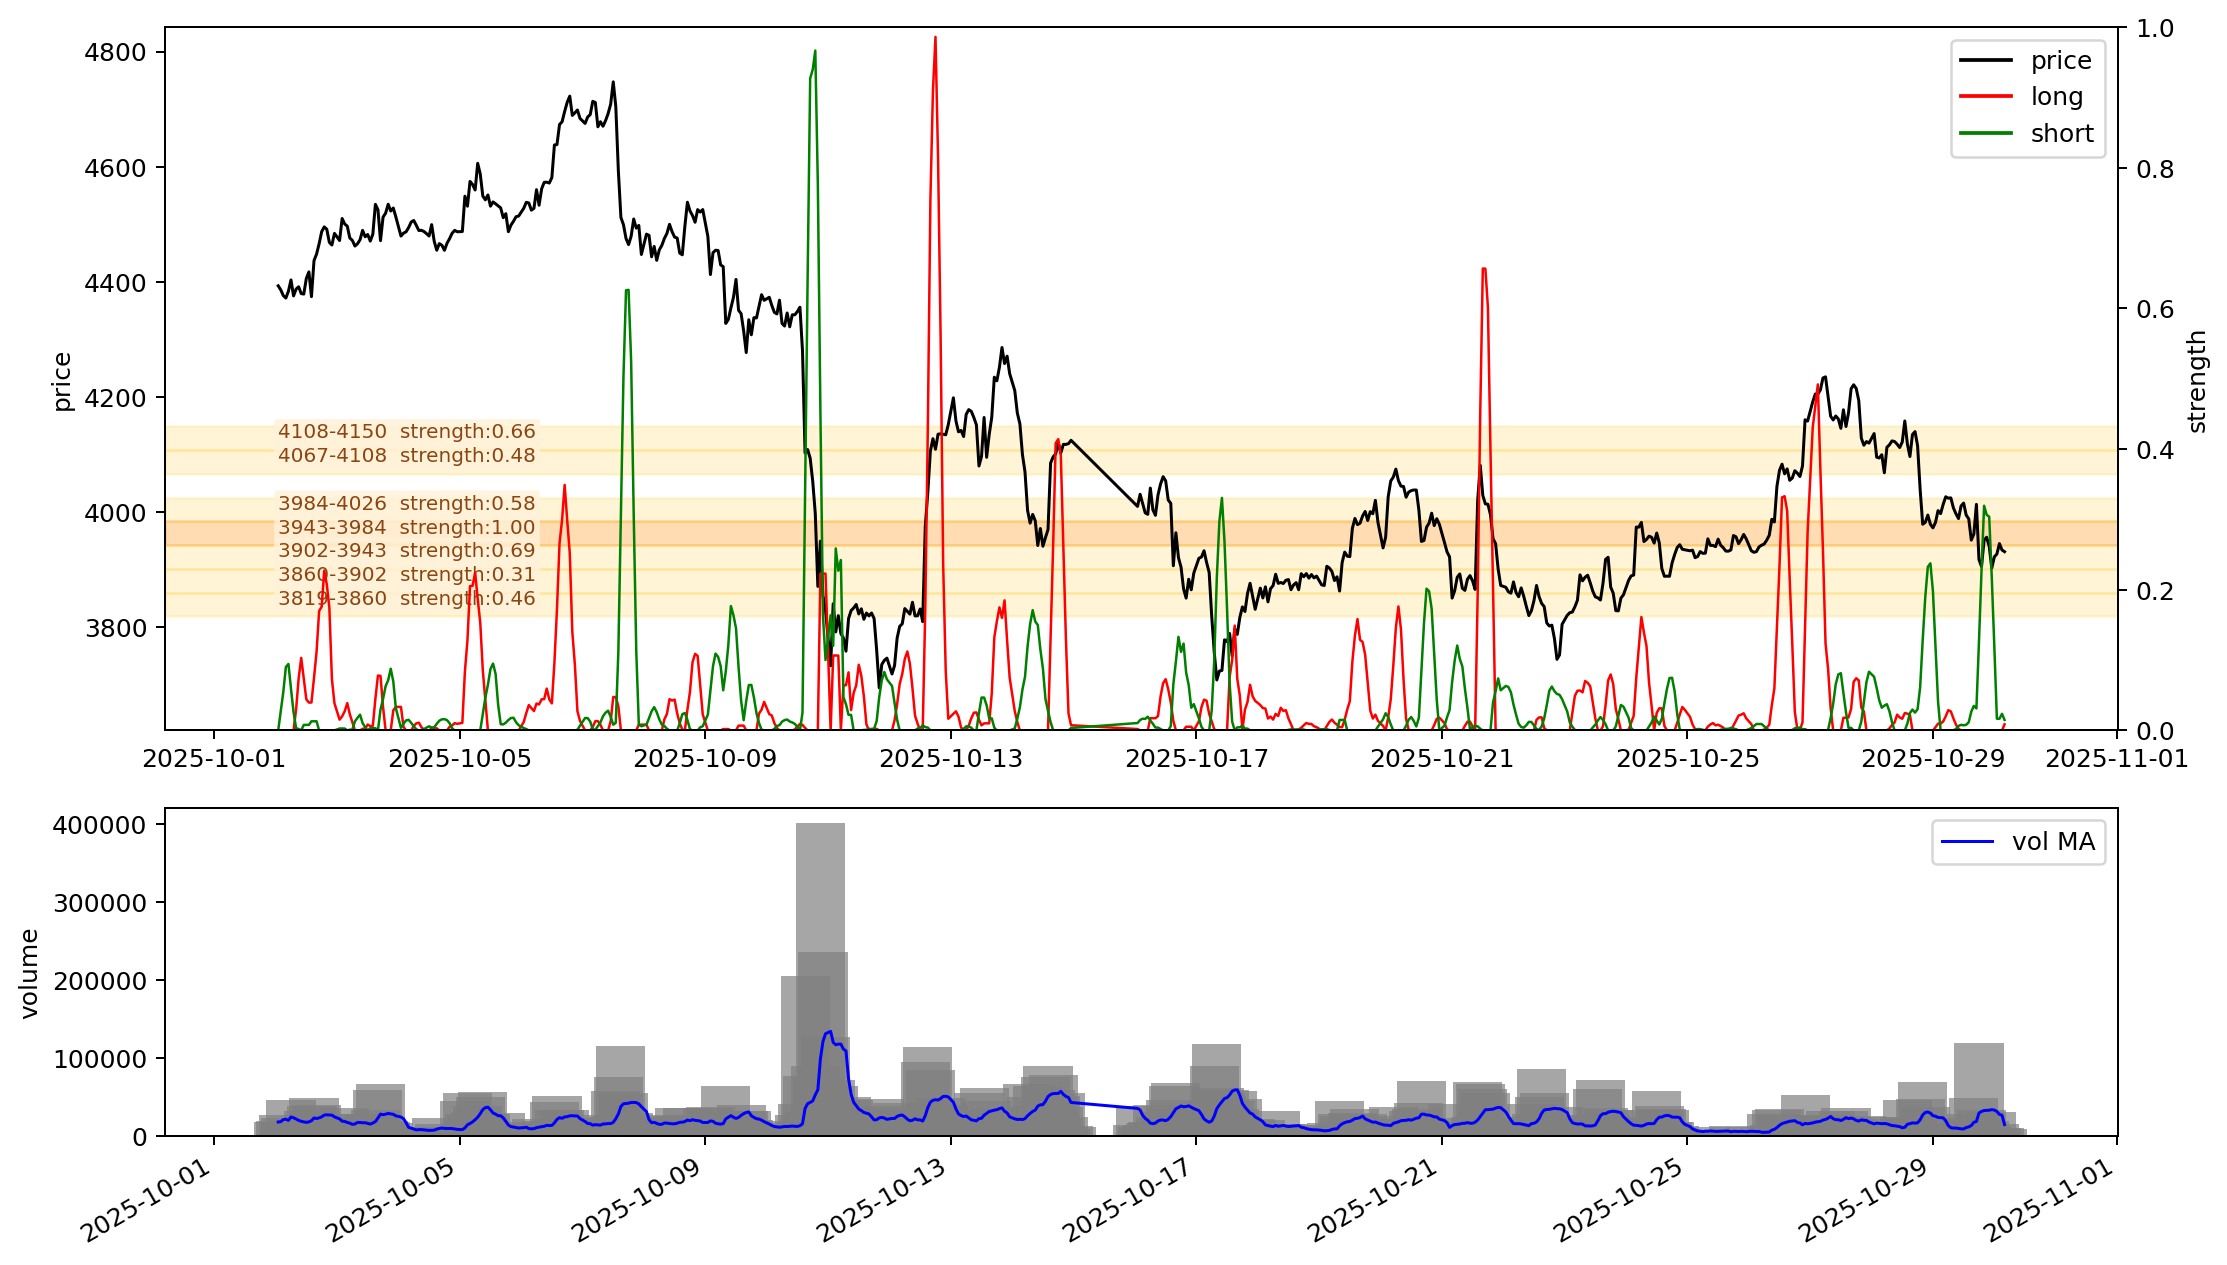 4800
4600
4400
4200
4000
3800
price
1.0
0.8
0.6
0.4
0.2
0.0
strength
price
long
short
4108-4150 strength:0.66
4067-4108 strength:0.48
3984-4026 strength:0.58
3943-3984 strength:1.00
3902-3943 strength:0.69
3860-3902 strength:0.31
3819-3860 strength:0.46
2025-10-01 2025-10-05 2025-10-09 2025-10-13 2025-10-17 2025-10-21 2025-10-25 2025-10-29 2025-11-01
400000
300000
200000
100000
0
volume
vol MA
2025-10-01 2025-10-05 2025-10-09 2025-10-13 2025-10-17 2025-10-21 2025-10-25 2025-10-29 2025-11-01